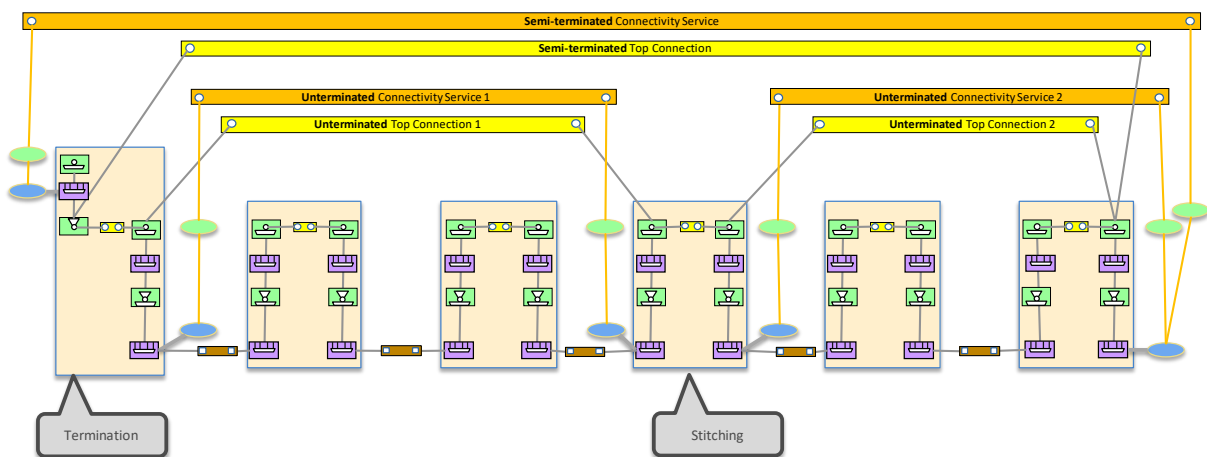 Semi-terminated Connectivity Service
Semi-terminated Top Connection
Unterminated Connectivity Service 1
Unterminated Connectivity Service 2
Unterminated Top Connection 1
Unterminated Top Connection 2
Termination
Stitching